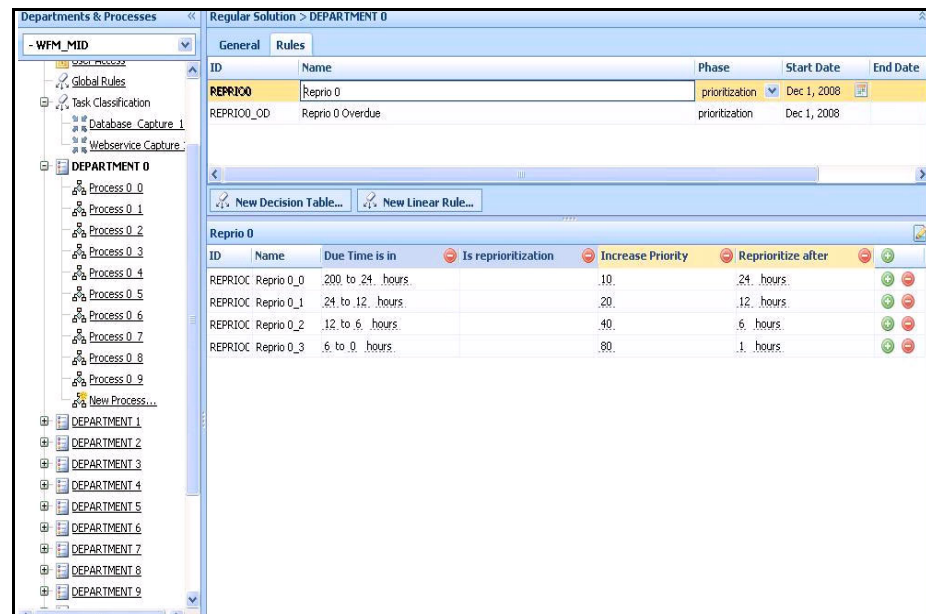 Departments & Processes
- WFM_MID
User Access
Global Rules
Task Classification
Database Capture 1
Webservice Capture
DEPARTMENT 0
Process 0 0
Process 0 1
Process 0 2
Process 0 3
Process 0 4
Process 0 5
Process 0 6
Process 0 7
Process 0 8
Process 0 9
New Process...
DEPARTMENT 1
DEPARTMENT 2
DEPARTMENT 3
DEPARTMENT 4
DEPARTMENT 5
DEPARTMENT 6
DEPARTMENT 7
DEPARTMENT 8
DEPARTMENT 9
Regular Solution > DEPARTMENT 0
General Rules
ID Name Phase Start Date End Date
REPRIO0 Reprio 0 prioritization Dec 1, 2008
REPRIO0_OD Reprio 0 Overdue prioritization Dec 1, 2008
New Decision Table... New Linear Rule...
Reprio 0
ID Name Due Time is in Is reprioritization Increase Priority Reprioritize after
REPRIOC Reprio 0_0 200 to 24 hours 10 24 hours
REPRIOC Reprio 0_1 24 to 12 hours 20 12 hours
REPRIOC Reprio 0_2 12 to 6 hours 40 6 hours
REPRIOC Reprio 0_3 6 to 0 hours 80 1 hours